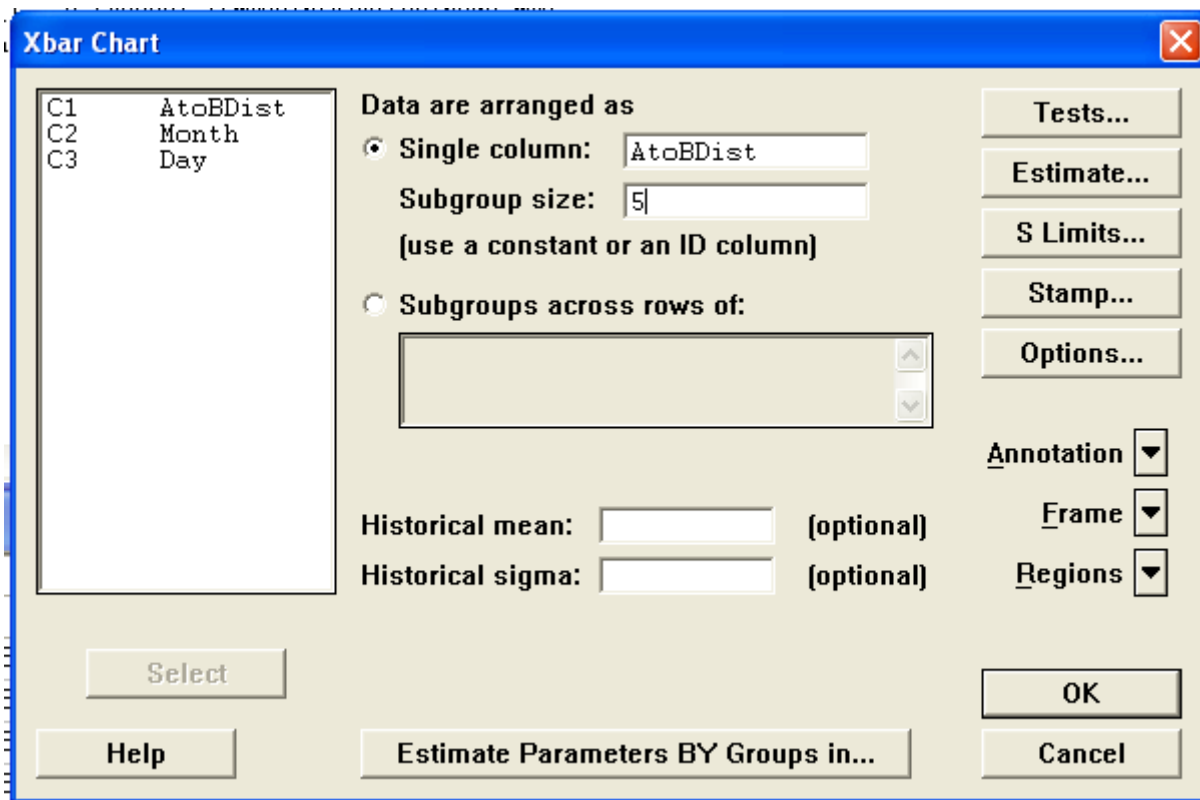 Xbar Chart
C1 AtoBDist
C2 Month
C3 Day
Data are arranged as
Single column: AtoBDist
Subgroup size: 5
(use a constant or an ID column)
Subgroups across rows of:
Historical mean: (optional)
Historical sigma: (optional)
Tests...
Estimate...
S Limits...
Stamp...
Options...
Annotation
Frame
Regions
Select
OK
Help
Estimate Parameters BY Groups in...
Cancel